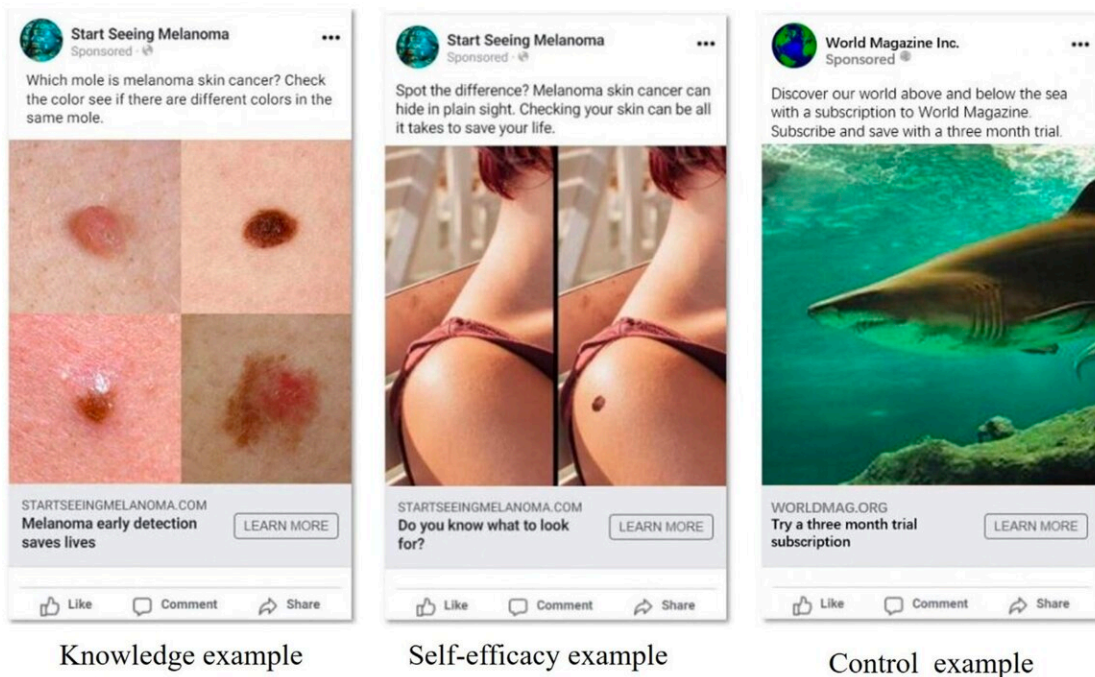 Start Seeing Melanoma
Sponsored ·
Which mole is melanoma skin cancer? Check
the color see if there are different colors in the
same mole.
STARTSEEINGMELANOMA.COM
Melanoma early detection
saves lives
LEARN MORE
Like Comment Share
Knowledge example
Start Seeing Melanoma
Sponsored ·
Spot the difference? Melanoma skin cancer can
hide in plain sight. Checking your skin can be all
it takes to save your life.
STARTSEEINGMELANOMA.COM
Do you know what to look
for?
LEARN MORE
Like Comment Share
Self-efficacy example
World Magazine Inc.
Sponsored
Discover our world above and below the sea
with a subscription to World Magazine.
Subscribe and save with a three month trial.
WORLDMAG.ORG
Try a three month trial
subscription
LEARN MORE
Like Comment Share
Control example